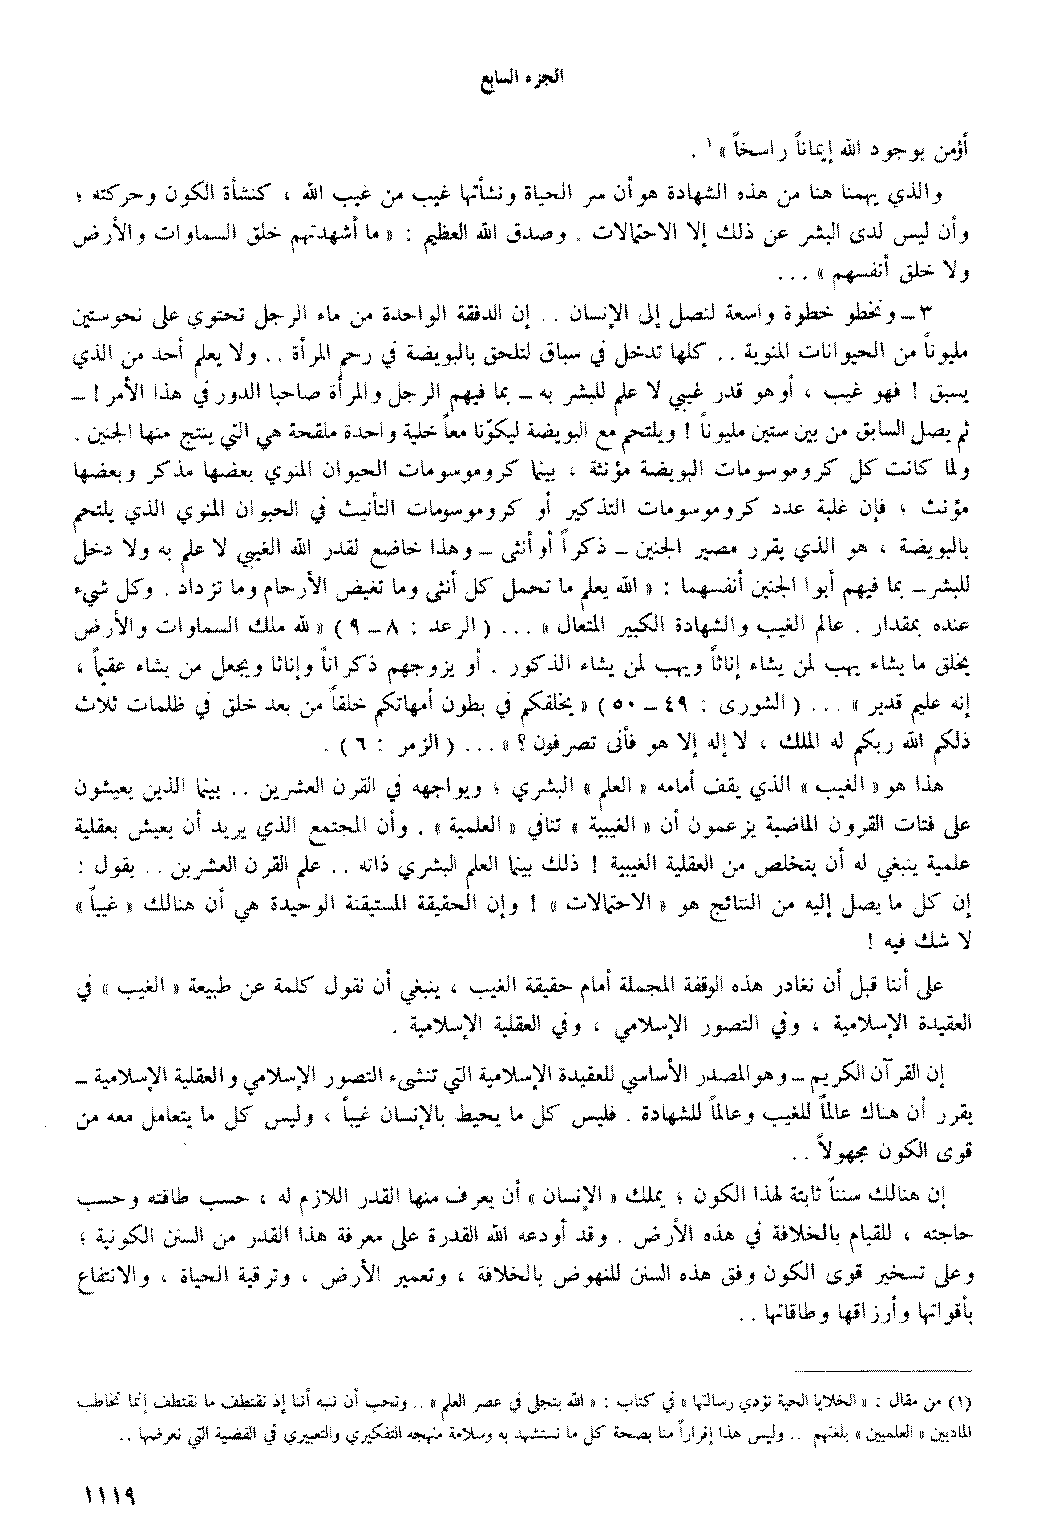 الجزء السابع
أؤمن بوجود الله إيماناً راسخاً »١ .
والذي يهمنا هنا من هذه الشهادة هو أن سر الحياة ونشأتها غيب من غيب الله ، كنشأة الكون وحركته ؛
وأن ليس لدى البشر عن ذلك إلا الاحتمالات . وصدق الله العظيم : « ما أشهدتهم خلق السماوات والأرض
ولا خلق أنفسهم » ...
٣ ــ ونخطو خطوة واسعة لنصل إلى الإنسان .. إن الدفقة الواحدة من ماء الرجل تحتوي على نحو ستين
مليوناً من الحيوانات المنوية .. كلها تدخل في سباق لتلحق بالبويضة في رحم المرأة .. ولا يعلم أحد من الذي
يسبق ! فهو غيب ، أو هو قدر غيبي لا علم للبشر به ــ بما فيهم الرجل والمرأة صاحبا الدور في هذا الأمر ! ــ
ثم يصل السابق من بين ستين مليوناً ! ويلتحم مع البويضة ليكوّنا معاً خلية واحدة ملقحة هي التي ينتج منها الجنين .
ولما كانت كل كروموسومات البويضة مؤنثة ، بينما كروموسومات الحيوان المنوي بعضها مذكر وبعضها
مؤنث ، فإن غلبة عدد كروموسومات التذكير أو كروموسومات التأنيث في الحيوان المنوي الذي يلتحم
بالبويضة ، هو الذي يقرر مصير الجنين ــ ذكراً أو أنثى ــ وهذا خاضع لقدر الله الغيبي لا علم به ولا دخل
للبشر ــ بما فيهم أبوا الجنين أنفسهما : « الله يعلم ما تحمل كل أنثى وما تغيض الأرحام وما تزداد . وكل شيء
عنده بمقدار . عالم الغيب والشهادة الكبير المتعال » ... ( الرعد : ٨ ــ ٩ ) « لله ملك السماوات والأرض
يخلق ما يشاء يهب لمن يشاء إناثاً ويهب لمن يشاء الذكور . أو يزوجهم ذكراناً وإناثا ويجعل من يشاء عقيماً ،
إنه عليم قدير » ... ( الشورى : ٤٩ ــ ٥٠ ) « يخلقكم في بطون أمهاتكم خلقاً من بعد خلق في ظلمات ثلاث
ذلكم الله ربكم له الملك ، لا إله إلا هو فأنى تصرفون ؟ » ... ( الزمر : ٦ ) .
هذا هو « الغيب » الذي يقف أمامه « العلم » البشري ؛ ويواجهه في القرن العشرين .. بينما الذين يعيشون
على فتات القرون الماضية يزعمون أن « الغيبية » تنافي « العلمية » . وأن المجتمع الذي يريد أن يعيش بعقلية
علمية ينبغي له أن يتخلص من العقلية الغيبية ! ذلك بينما العلم البشري ذاته .. علم القرن العشرين .. يقول :
إن كل ما يصل إليه من النتائج هو « الاحتمالات » ! وإن الحقيقة المستيقنة الوحيدة هي أن هنالك « غيباً »
لا شك فيه !
على أننا قبل أن نغادر هذه الوقفة المجملة أمام حقيقة الغيب ، ينبغي أن نقول كلمة عن طبيعة « الغيب » في
العقيدة الإسلامية ، وفي التصور الإسلامي ، وفي العقلية الإسلامية .
إن القرآن الكريم ــ وهو المصدر الأساسي للعقيدة الإسلامية التي تنشىء التصور الإسلامي والعقلية الإسلامية ــ
يقرر أن هناك عالماً للغيب وعالماً للشهادة . فليس كل ما يحيط بالإنسان غيباً ، وليس كل ما يتعامل معه من
قوى الكون مجهولاً ..
إن هنالك سنناً ثابتة لهذا الكون ؛ يملك « الإنسان » أن يعرف منها القدر اللازم له ، حسب طاقته وحسب
حاجته ، للقيام بالخلافة في هذه الأرض . وقد أودعه الله القدرة على معرفة هذا القدر من السنن الكونية ؛
وعلى تسخير قوى الكون وفق هذه السنن للنهوض بالخلافة ، وتعمير الأرض ، وترقية الحياة ، والانتفاع
بأقواتها وأرزاقها وطاقاتها ..
(١) من مقال : « الخلايا الحية تؤدي رسالتها » في كتاب : « الله يتجلى في عصر العلم » .. ونحب أن ننبه أننا إذ نقتطف ما نقتطف إنما نخاطب
الماديين « العلميين » بلغتهم .. وليس هذا إقراراً منا بصحة كل ما نستشهد به وسلامة منهجه التفكيري والتعبيري في القضية التي نعرضها ..
١١١٩